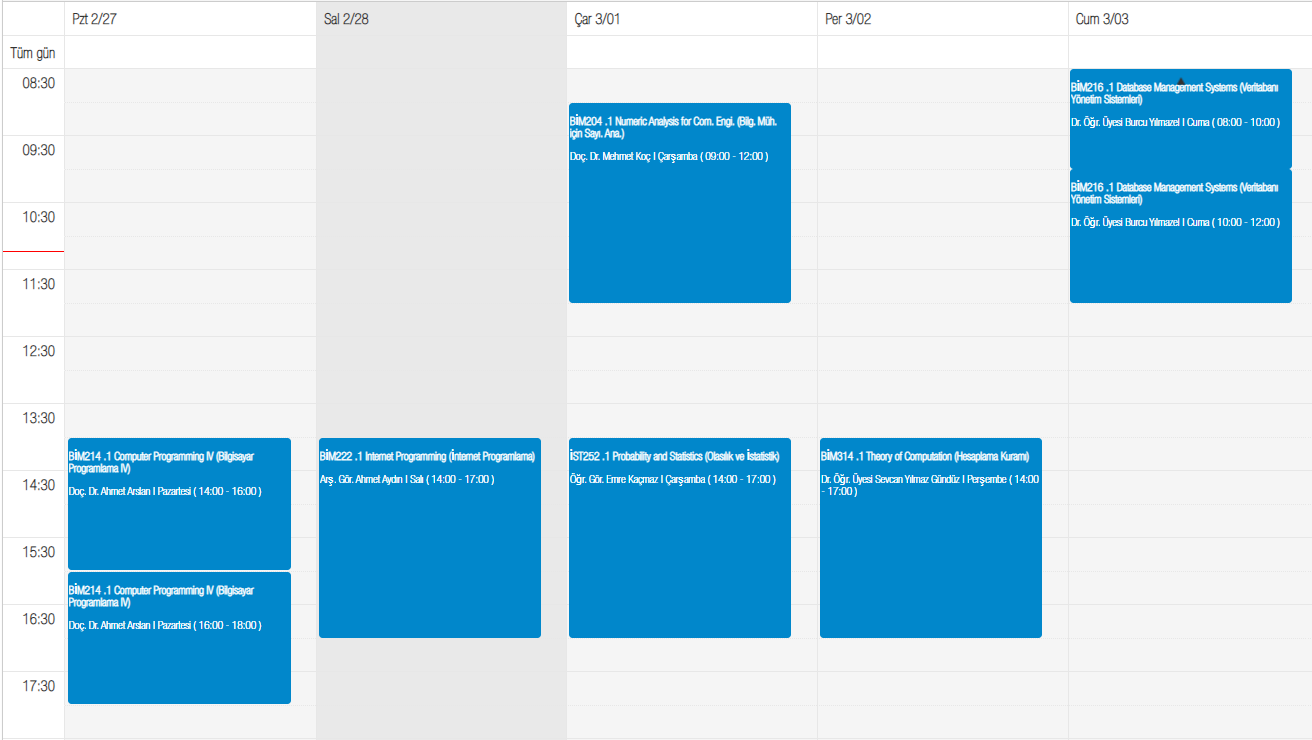 Pzt 2/27
Sal 2/28
Çar 3/01
Per 3/02
Cum 3/03
Tüm gün
08:30
09:30
10:30
11:30
12:30
13:30
14:30
15:30
16:30
17:30
BİM214 .1 Computer Programming IV (Bilgisayar
Programlama IV)
Doç. Dr. Ahmet Arslan | Pazartesi ( 14:00 - 16:00 )
BİM214 .1 Computer Programming IV (Bilgisayar
Programlama IV)
Doç. Dr. Ahmet Arslan | Pazartesi ( 16:00 - 18:00 )
BİM222 .1 Internet Programming (İnternet Programlama)
Arş. Gör. Ahmet Aydın | Salı ( 14:00 - 17:00 )
BİM204 .1 Numeric Analysis for Com. Engi. (Bilg. Müh.
için Sayı. Ana.)
Doç. Dr. Mehmet Koç | Çarşamba ( 09:00 - 12:00 )
İST252 .1 Probability and Statistics (Olasılık ve İstatistik)
Öğr. Gör. Emre Kaçmaz | Çarşamba ( 14:00 - 17:00 )
BİM314 .1 Theory of Computation (Hesaplama Kuramı)
Dr. Öğr. Üyesi Sevcan Yılmaz Gündüz | Perşembe ( 14:00
- 17:00 )
BİM216 .1 Database Management Systems (Veritabanı
Yönetim Sistemleri)
Dr. Öğr. Üyesi Burcu Yılmazel | Cuma ( 08:00 - 10:00 )
BİM216 .1 Database Management Systems (Veritabanı
Yönetim Sistemleri)
Dr. Öğr. Üyesi Burcu Yılmazel | Cuma ( 10:00 - 12:00 )